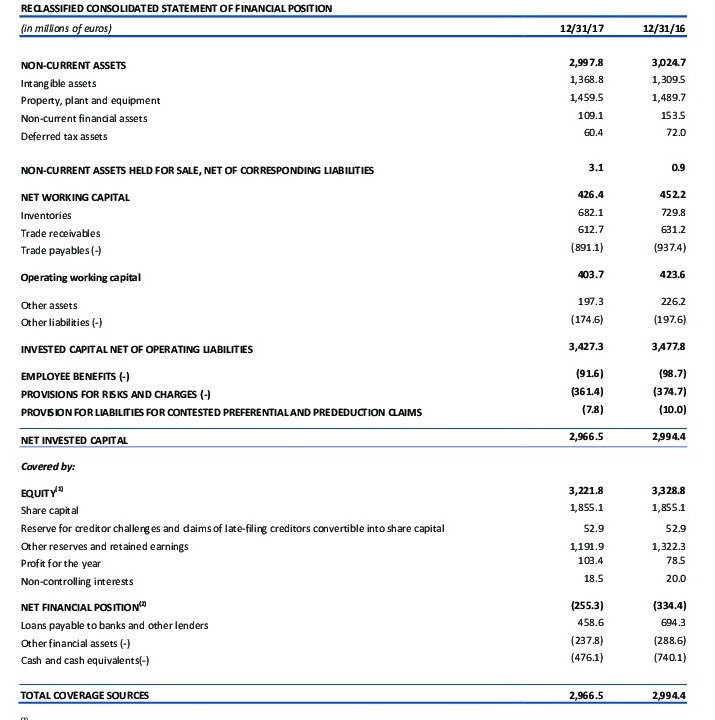 RECLASSIFIED CONSOLIDATED STATEMENT OF FINANCIAL POSITION
(in millions of euros) 12/31/17 12/31/16
NON-CURRENT ASSETS 2,997.8 3,024.7
Intangible assets 1,368.8 1,309.5
Property, plant and equipment 1,459.5 1,489.7
Non-current financial assets 109.1 153.5
Deferred tax assets 60.4 72.0
NON-CURRENT ASSETS HELD FOR SALE, NET OF CORRESPONDING LIABILITIES 3.1 0.9
NET WORKING CAPITAL 426.4 452.2
Inventories 682.1 729.8
Trade receivables 612.7 631.2
Trade payables (-) (891.1) (937.4)
Operating working capital 403.7 423.6
Other assets 197.3 226.2
Other liabilities (-) (174.6) (197.6)
INVESTED CAPITAL NET OF OPERATING LIABILITIES 3,427.3 3,477.8
EMPLOYEE BENEFITS (-) (91.6) (98.7)
PROVISIONS FOR RISKS AND CHARGES (-) (361.4) (374.7)
PROVISION FOR LIABILITIES FOR CONTESTED PREFERENTIAL AND PREDEDUCTION CLAIMS (7.8) (10.0)
NET INVESTED CAPITAL 2,966.5 2,994.4
Covered by:
EQUITY(1) 3,221.8 3,328.8
Share capital 1,855.1 1,855.1
Reserve for creditor challenges and claims of late-filing creditors convertible into share capital 52.9 52.9
Other reserves and retained earnings 1,191.9 1,322.3
Profit for the year 103.4 78.5
Non-controlling interests 18.5 20.0
NET FINANCIAL POSITION(2) (255.3) (334.4)
Loans payable to banks and other lenders 458.6 694.3
Other financial assets (-) (237.8) (288.6)
Cash and cash equivalents(-) (476.1) (740.1)
TOTAL COVERAGE SOURCES 2,966.5 2,994.4